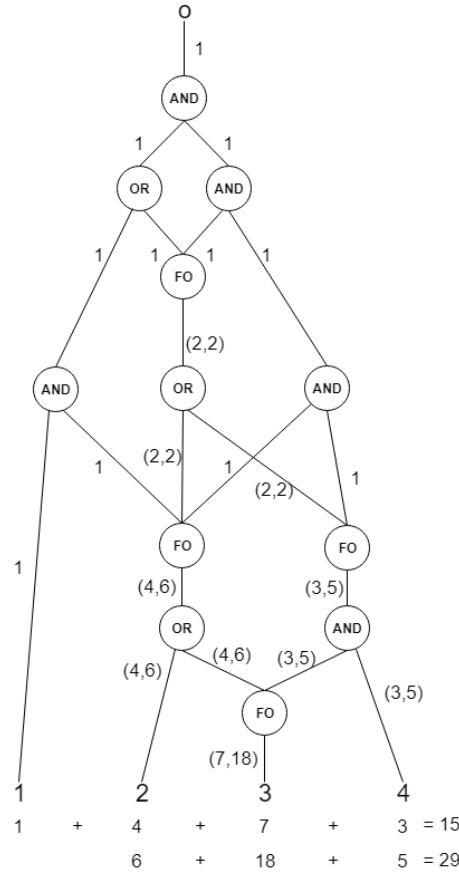 O
1
AND
1 1
OR AND
1 1 1 1
FO
(2,2)
AND OR AND
1 (2,2) 1 (2,2) 1
1 FO FO
(4,6) (3,5)
OR AND
(4,6) (4,6) (3,5) (3,5)
FO
(7,18)
1 2 3 4
1 + 4 + 7 + 3 = 15
6 + 18 + 5 = 29